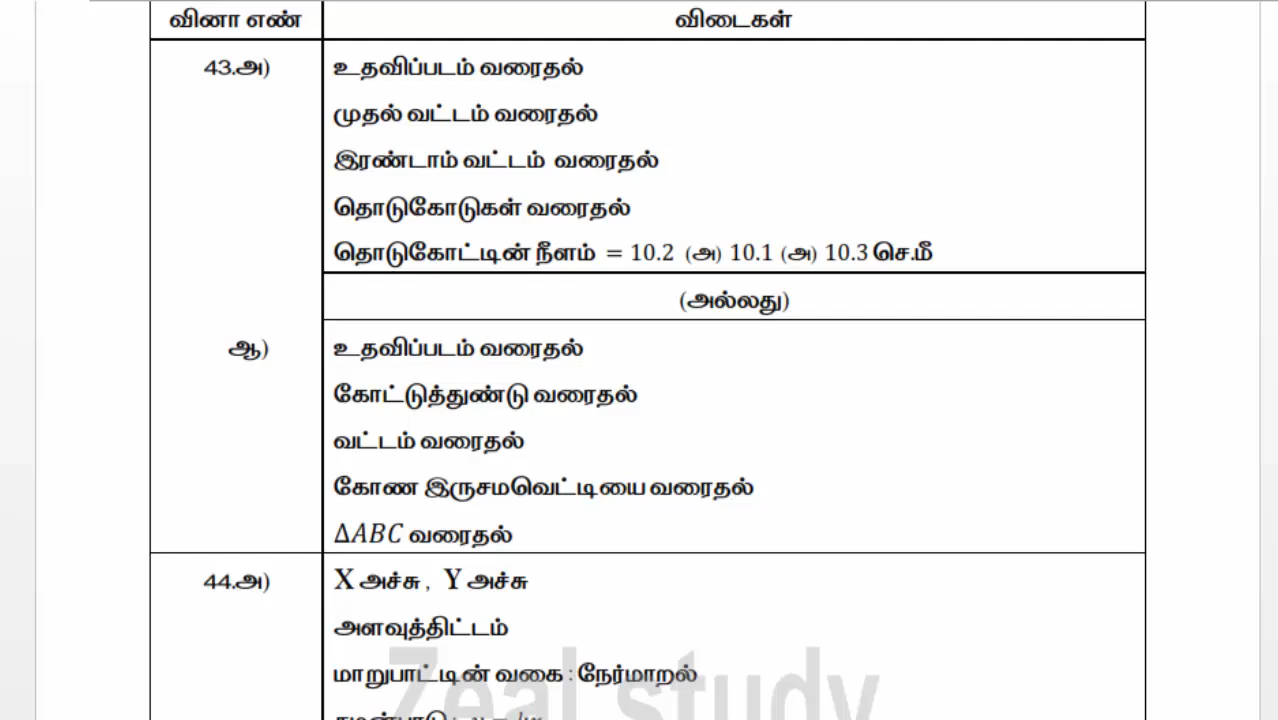 வினா எண் விடைகள்
43.அ) உதவிப்படம் வரைதல்
முதல் வட்டம் வரைதல்
இரண்டாம் வட்டம் வரைதல்
தொடுகோடுகள் வரைதல்
தொடுகோட்டின் நீளம் = 10.2 (அ) 10.1 (அ) 10.3 செ.மீ
(அல்லது)
ஆ) உதவிப்படம் வரைதல்
கோட்டுத்துண்டு வரைதல்
வட்டம் வரைதல்
கோண இருசமவெட்டியை வரைதல்
ΔABC வரைதல்
44.அ) X அச்சு , Y அச்சு
அளவுத்திட்டம்
மாறுபாட்டின் வகை : நேர்மாறல்
Zeal study